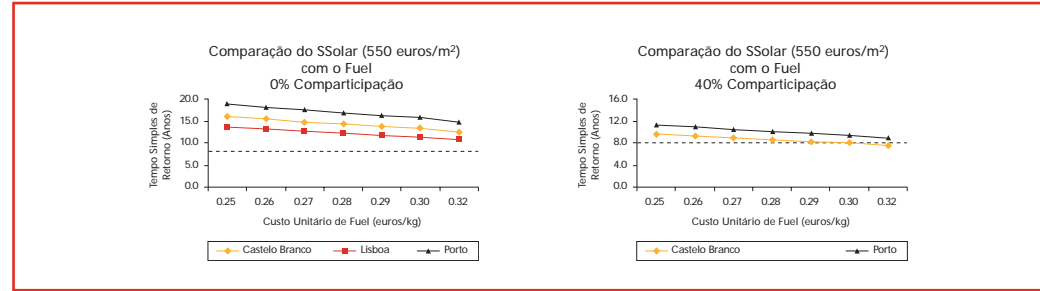 Comparação do SSolar (550 euros/m²)
com o Fuel
0% Comparticipação
Tempo Simples de
Retorno (Anos)
20.0
15.0
10.0
5.0
0.0
0.25 0.26 0.27 0.28 0.29 0.30 0.32
Custo Unitário de Fuel (euros/kg)
Castelo Branco Lisboa Porto
Comparação do SSolar (550 euros/m²)
com o Fuel
40% Comparticipação
Tempo Simples de
Retorno (Anos)
16.0
12.0
8.0
4.0
0.0
0.25 0.26 0.27 0.28 0.29 0.30 0.32
Custo Unitário de Fuel (euros/kg)
Castelo Branco Porto